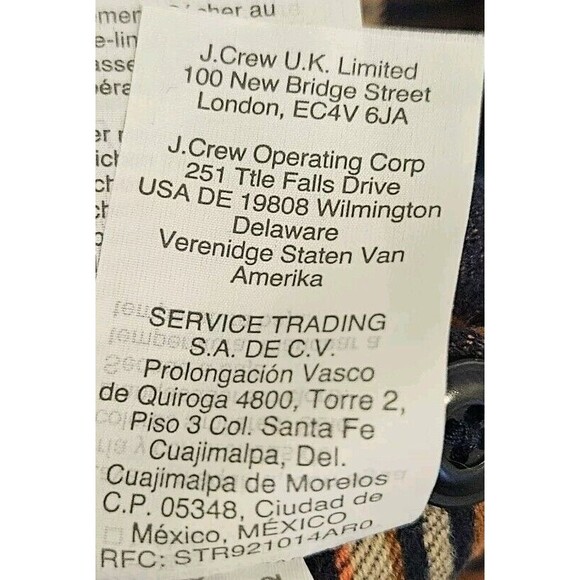 J.Crew U.K. Limited
100 New Bridge Street
London, EC4V 6JA
J.Crew Operating Corp
251 Ttle Falls Drive
USA DE 19808 Wilmington
Delaware
Verenidge Staten Van
Amerika
SERVICE TRADING
S.A. DE C.V.
Prolongación Vasco
de Quiroga 4800, Torre 2,
Piso 3 Col. Santa Fe
Cuajimalpa, Del.
Cuajimalpa de Morelos
C.P. 05348, Ciudad de
México, MÉXICO
RFC: STR921014ARo